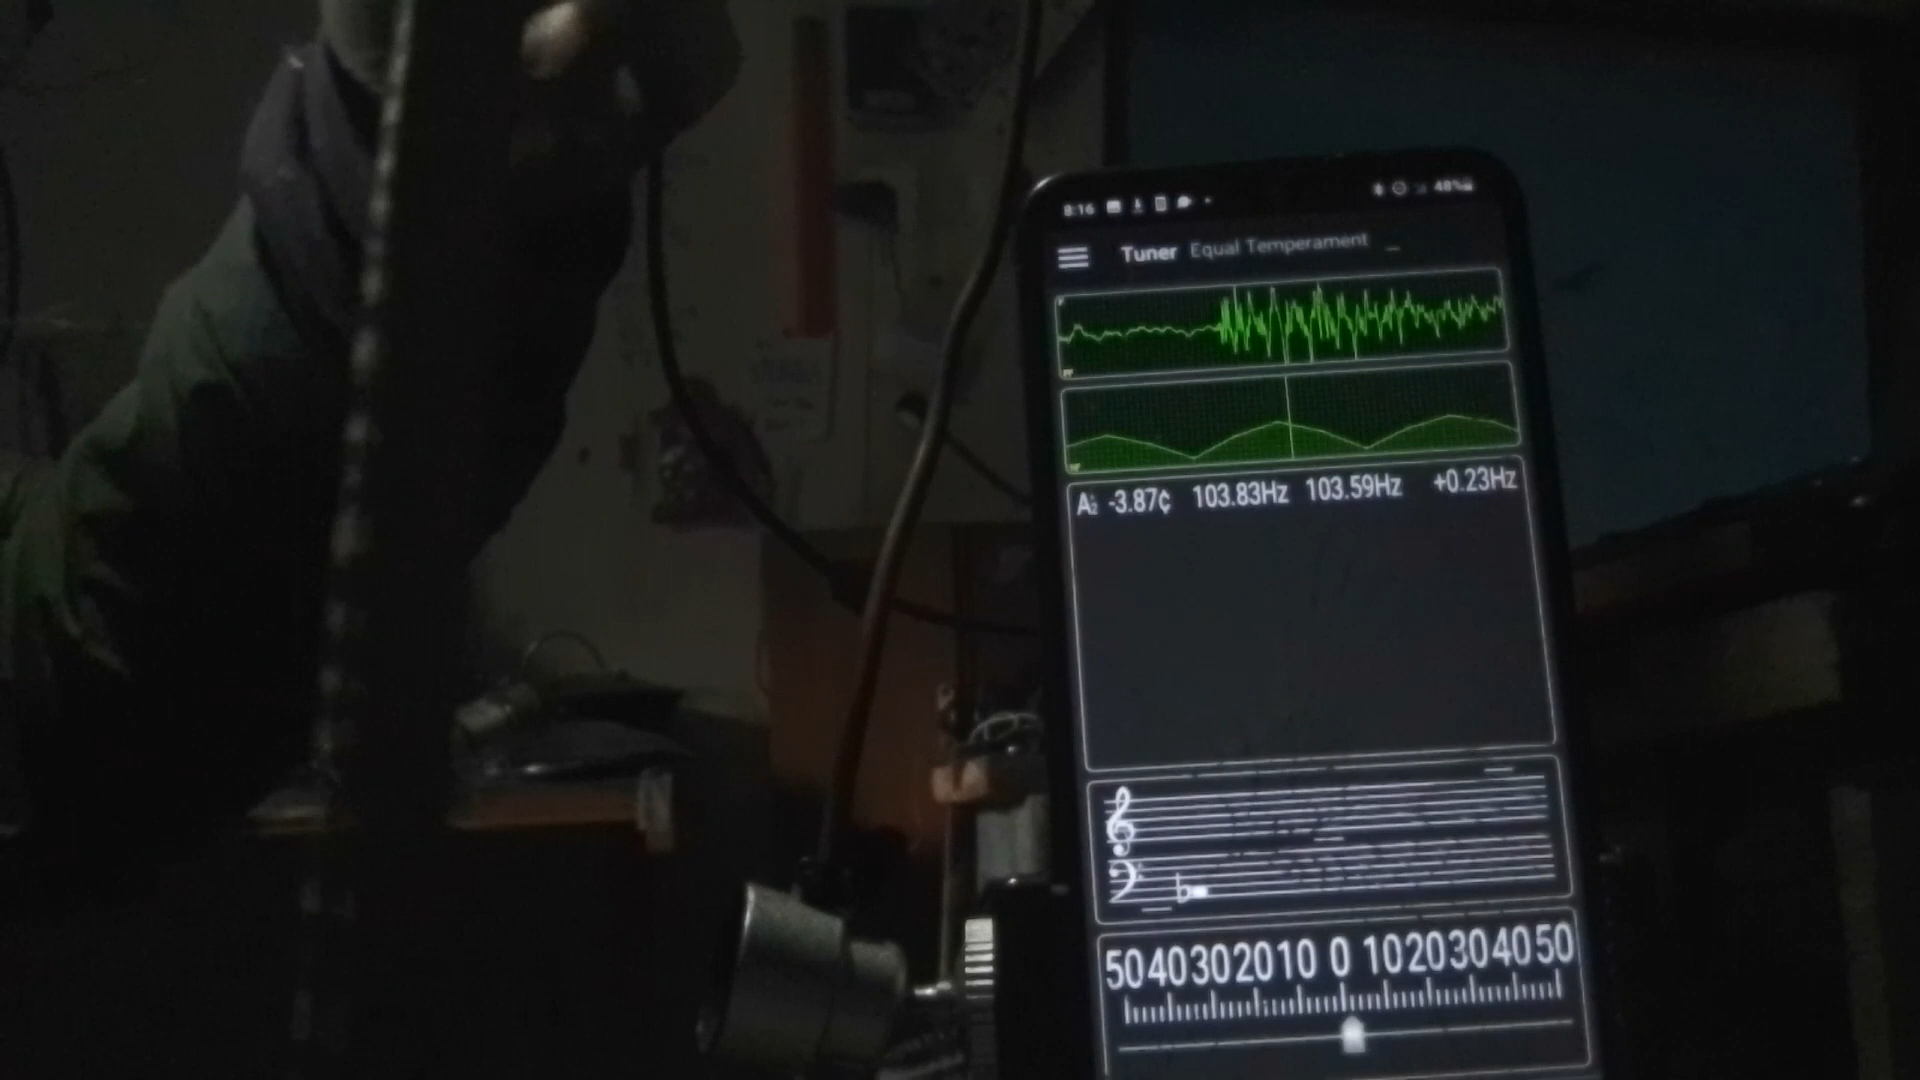 8:16 48%
Tuner Equal Temperament
A♭2 -3.87¢ 103.83Hz 103.59Hz +0.23Hz
50 40 30 20 10 0 10 20 30 40 50